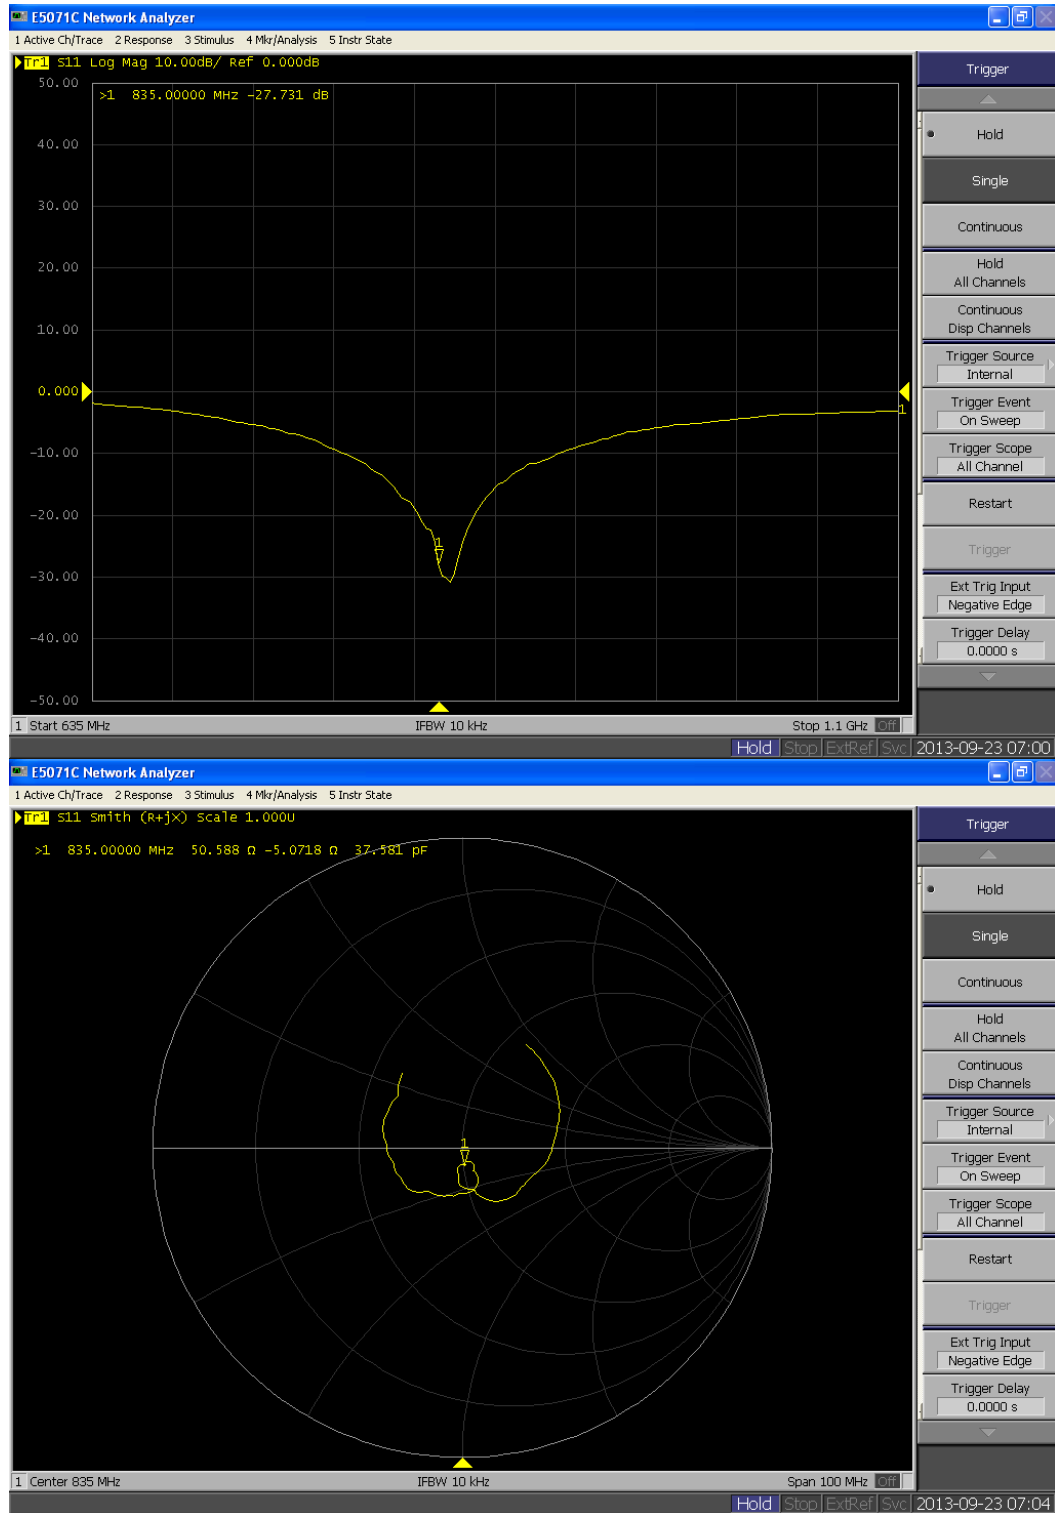 E5071C Network Analyzer
1 Active Ch/Trace 2 Response 3 Stimulus 4 Mkr/Analysis 5 Instr State
Tr1 S11 Log Mag 10.00dB/ Ref 0.000dB
50.00
>1 835.00000 MHz -27.731 dB
40.00
30.00
20.00
10.00
0.000
-10.00
-20.00
-30.00
-40.00
-50.00
1
1
Trigger
Hold
Single
Continuous
Hold
All Channels
Continuous
Disp Channels
Trigger Source
Internal
Trigger Event
On Sweep
Trigger Scope
All Channel
Restart
Trigger
Ext Trig Input
Negative Edge
Trigger Delay
0.0000 s
1 Start 635 MHz IFBW 10 kHz Stop 1.1 GHz Off
Hold Stop ExtRef Svc 2013-09-23 07:00
E5071C Network Analyzer
1 Active Ch/Trace 2 Response 3 Stimulus 4 Mkr/Analysis 5 Instr State
Tr1 S11 Smith (R+jX) Scale 1.000U
>1 835.00000 MHz 50.588 Ω -5.0718 Ω 37.581 pF
1
Trigger
Hold
Single
Continuous
Hold
All Channels
Continuous
Disp Channels
Trigger Source
Internal
Trigger Event
On Sweep
Trigger Scope
All Channel
Restart
Trigger
Ext Trig Input
Negative Edge
Trigger Delay
0.0000 s
1 Center 835 MHz IFBW 10 kHz Span 100 MHz Off
Hold Stop ExtRef Svc 2013-09-23 07:04